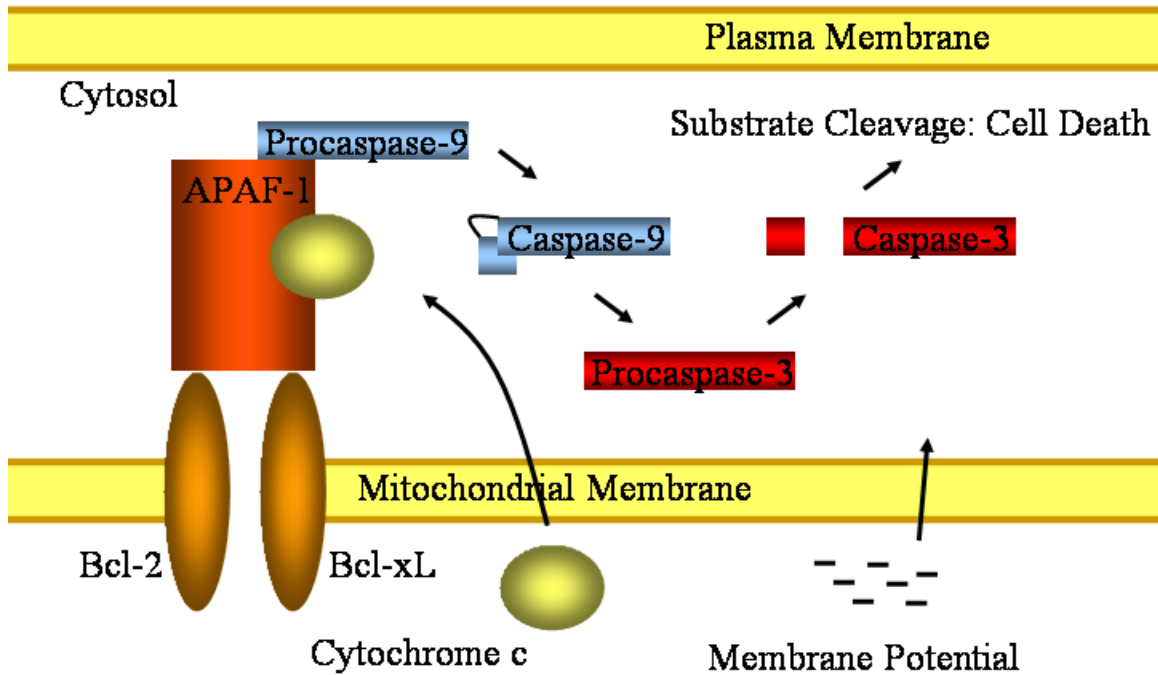 Plasma Membrane
Cytosol
Substrate Cleavage: Cell Death
Procaspase-9
APAF-1
Caspase-9
Caspase-3
Procaspase-3
Mitochondrial Membrane
Bcl-2
Bcl-xL
Cytochrome c
Membrane Potential